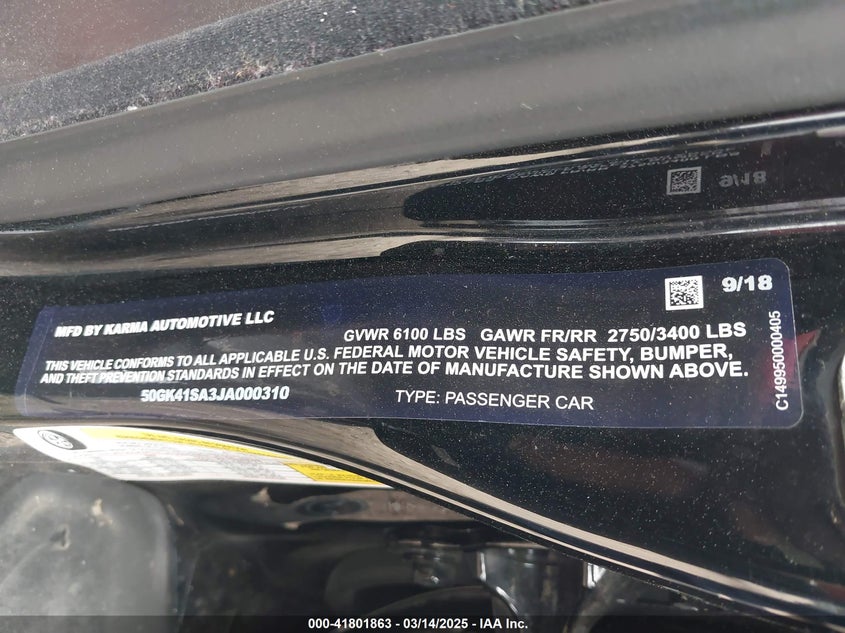 9/18
MFD BY KARMA AUTOMOTIVE LLC
GVWR 6100 LBS GAWR FR/RR 2750/3400 LBS
THIS VEHICLE CONFORMS TO ALL APPLICABLE U.S. FEDERAL MOTOR VEHICLE SAFETY, BUMPER,
AND THEFT PREVENTION STANDARDS IN EFFECT ON THE DATE OF MANUFACTURE SHOWN ABOVE.
50GK41SA3JA000310 TYPE: PASSENGER CAR
C149950000405
000-41801863 - 03/14/2025 - IAA Inc.